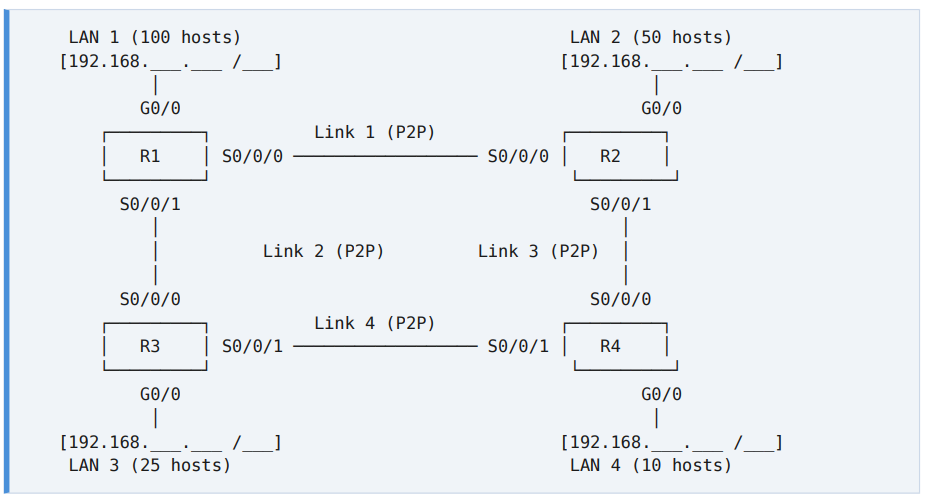 LAN 1 (100 hosts) LAN 2 (50 hosts)
[192.168.___.___ /___] [192.168.___.___ /___]
G0/0 G0/0
Link 1 (P2P)
R1 S0/0/0 S0/0/0 R2
S0/0/1 S0/0/1
Link 2 (P2P) Link 3 (P2P)
S0/0/0 S0/0/0
Link 4 (P2P)
R3 S0/0/1 S0/0/1 R4
G0/0 G0/0
[192.168.___.___ /___] [192.168.___.___ /___]
LAN 3 (25 hosts) LAN 4 (10 hosts)